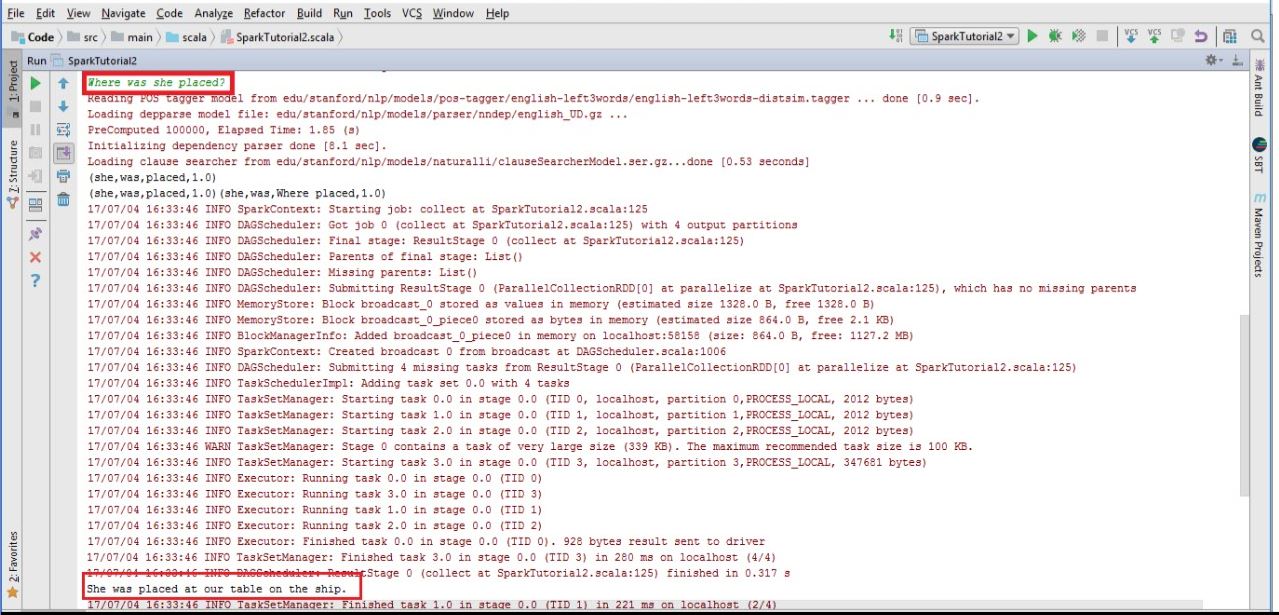 File Edit View Navigate Code Analyze Refactor Build Run Tools VCS Window Help
Code src main scala SparkTutorial2.scala SparkTutorial2 VCS VCS
Run SparkTutorial2
1: Project
Z: Structure
2: Favorites
Where was she placed?
Reading POS tagger model from edu/stanford/nlp/models/pos-tagger/english-left3words/english-left3words-distsim.tagger ... done [0.9 sec].
Loading depparse model file: edu/stanford/nlp/models/parser/nndep/english_UD.gz ...
PreComputed 100000, Elapsed Time: 1.85 (s)
Initializing dependency parser done [8.1 sec].
Loading clause searcher from edu/stanford/nlp/models/naturalli/clauseSearcherModel.ser.gz...done [0.53 seconds]
(she,was,placed,1.0)
(she,was,placed,1.0)(she,was,Where placed,1.0)
17/07/04 16:33:46 INFO SparkContext: Starting job: collect at SparkTutorial2.scala:125
17/07/04 16:33:46 INFO DAGScheduler: Got job 0 (collect at SparkTutorial2.scala:125) with 4 output partitions
17/07/04 16:33:46 INFO DAGScheduler: Final stage: ResultStage 0 (collect at SparkTutorial2.scala:125)
17/07/04 16:33:46 INFO DAGScheduler: Parents of final stage: List()
17/07/04 16:33:46 INFO DAGScheduler: Missing parents: List()
17/07/04 16:33:46 INFO DAGScheduler: Submitting ResultStage 0 (ParallelCollectionRDD[0] at parallelize at SparkTutorial2.scala:125), which has no missing parents
17/07/04 16:33:46 INFO MemoryStore: Block broadcast_0 stored as values in memory (estimated size 1328.0 B, free 1328.0 B)
17/07/04 16:33:46 INFO MemoryStore: Block broadcast_0_piece0 stored as bytes in memory (estimated size 864.0 B, free 2.1 KB)
17/07/04 16:33:46 INFO BlockManagerInfo: Added broadcast_0_piece0 in memory on localhost:58158 (size: 864.0 B, free: 1127.2 MB)
17/07/04 16:33:46 INFO SparkContext: Created broadcast 0 from broadcast at DAGScheduler.scala:1006
17/07/04 16:33:46 INFO DAGScheduler: Submitting 4 missing tasks from ResultStage 0 (ParallelCollectionRDD[0] at parallelize at SparkTutorial2.scala:125)
17/07/04 16:33:46 INFO TaskSchedulerImpl: Adding task set 0.0 with 4 tasks
17/07/04 16:33:46 INFO TaskSetManager: Starting task 0.0 in stage 0.0 (TID 0, localhost, partition 0,PROCESS_LOCAL, 2012 bytes)
17/07/04 16:33:46 INFO TaskSetManager: Starting task 1.0 in stage 0.0 (TID 1, localhost, partition 1,PROCESS_LOCAL, 2012 bytes)
17/07/04 16:33:46 INFO TaskSetManager: Starting task 2.0 in stage 0.0 (TID 2, localhost, partition 2,PROCESS_LOCAL, 2012 bytes)
17/07/04 16:33:46 WARN TaskSetManager: Stage 0 contains a task of very large size (339 KB). The maximum recommended task size is 100 KB.
17/07/04 16:33:46 INFO TaskSetManager: Starting task 3.0 in stage 0.0 (TID 3, localhost, partition 3,PROCESS_LOCAL, 347681 bytes)
17/07/04 16:33:46 INFO Executor: Running task 0.0 in stage 0.0 (TID 0)
17/07/04 16:33:46 INFO Executor: Running task 3.0 in stage 0.0 (TID 3)
17/07/04 16:33:46 INFO Executor: Running task 1.0 in stage 0.0 (TID 1)
17/07/04 16:33:46 INFO Executor: Running task 2.0 in stage 0.0 (TID 2)
17/07/04 16:33:46 INFO Executor: Finished task 0.0 in stage 0.0 (TID 0). 928 bytes result sent to driver
17/07/04 16:33:46 INFO TaskSetManager: Finished task 3.0 in stage 0.0 (TID 3) in 280 ms on localhost (4/4)
17/07/04 16:33:46 INFO DAGScheduler: ResultStage 0 (collect at SparkTutorial2.scala:125) finished in 0.317 s
She was placed at our table on the ship.
17/07/04 16:33:46 INFO TaskSetManager: Finished task 1.0 in stage 0.0 (TID 1) in 221 ms on localhost (2/4)
Ant Build
SBT
m Maven Projects